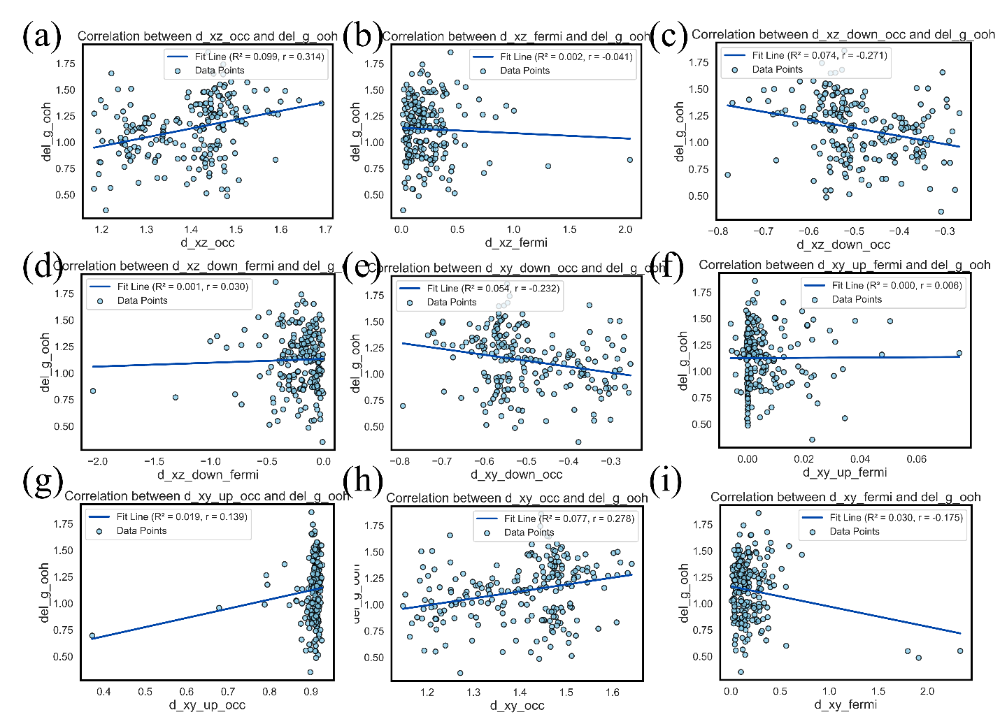 (a)
Correlation between d_xz_occ and del_g_ooh
Fit Line (R² = 0.099, r = 0.314)
Data Points
del_g_ooh
1.75
1.50
1.25
1.00
0.75
0.50
1.2 1.3 1.4 1.5 1.6 1.7
d_xz_occ
(b)
Correlation between d_xz_fermi and del_g_ooh
Fit Line (R² = 0.002, r = -0.041)
Data Points
del_g_ooh
1.75
1.50
1.25
1.00
0.75
0.50
0.0 0.5 1.0 1.5 2.0
d_xz_fermi
(c)
Correlation between d_xz_down_occ and del_g_ooh
Fit Line (R² = 0.074, r = -0.271)
Data Points
del_g_ooh
1.75
1.50
1.25
1.00
0.75
0.50
−0.8 −0.7 −0.6 −0.5 −0.4 −0.3
d_xz_down_occ
(d)
Correlation between d_xz_down_fermi and del_g_
Fit Line (R² = 0.001, r = 0.030)
Data Points
del_g_ooh
1.75
1.50
1.25
1.00
0.75
0.50
−2.0 −1.5 −1.0 −0.5 0.0
d_xz_down_fermi
(e)
Correlation between d_xy_down_occ and del_g_ooh
Fit Line (R² = 0.054, r = -0.232)
Data Points
del_g_ooh
1.75
1.50
1.25
1.00
0.75
0.50
−0.8 −0.7 −0.6 −0.5 −0.4 −0.3
d_xy_down_occ
(f)
Correlation between d_xy_up_fermi and del_g_ooh
Fit Line (R² = 0.000, r = 0.006)
Data Points
del_g_ooh
1.75
1.50
1.25
1.00
0.75
0.50
0.00 0.02 0.04 0.06
d_xy_up_fermi
(g)
Correlation between d_xy_up_occ and del_g_ooh
Fit Line (R² = 0.019, r = 0.139)
Data Points
del_g_ooh
1.75
1.50
1.25
1.00
0.75
0.50
0.4 0.5 0.6 0.7 0.8 0.9
d_xy_up_occ
(h)
Correlation between d_xy_occ and del_g_ooh
Fit Line (R² = 0.077, r = 0.278)
Data Points
del_g_ooh
1.75
1.50
1.25
1.00
0.75
0.50
1.2 1.3 1.4 1.5 1.6
d_xy_occ
(i)
Correlation between d_xy_fermi and del_g_ooh
Fit Line (R² = 0.030, r = -0.175)
Data Points
del_g_ooh
1.75
1.50
1.25
1.00
0.75
0.50
0.0 0.5 1.0 1.5 2.0
d_xy_fermi